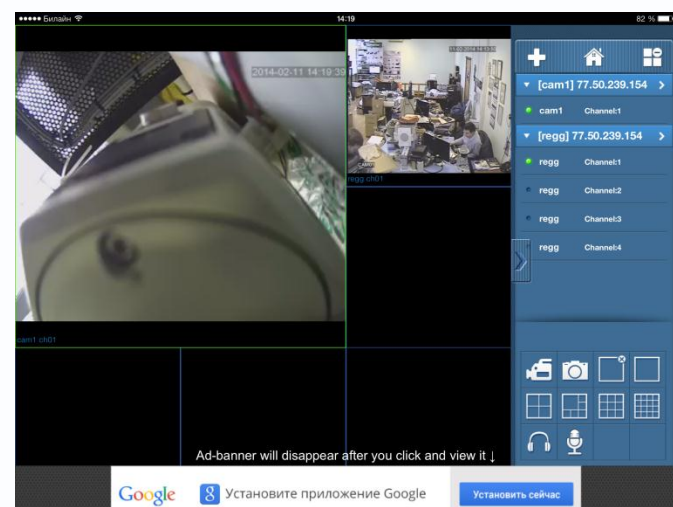 ●●●●● Билайн 14:19 82 %
2014-02-11 14:19:39
[cam1] 77.50.239.154
cam1 Channel:1
[regg] 77.50.239.154
regg Channel:1
regg Channel:2
regg Channel:3
regg Channel:4
regg ch01
cam1 ch01
Ad-banner will disappear after you click and view it ↓
Google 8 Установите приложение Google Установить сейчас